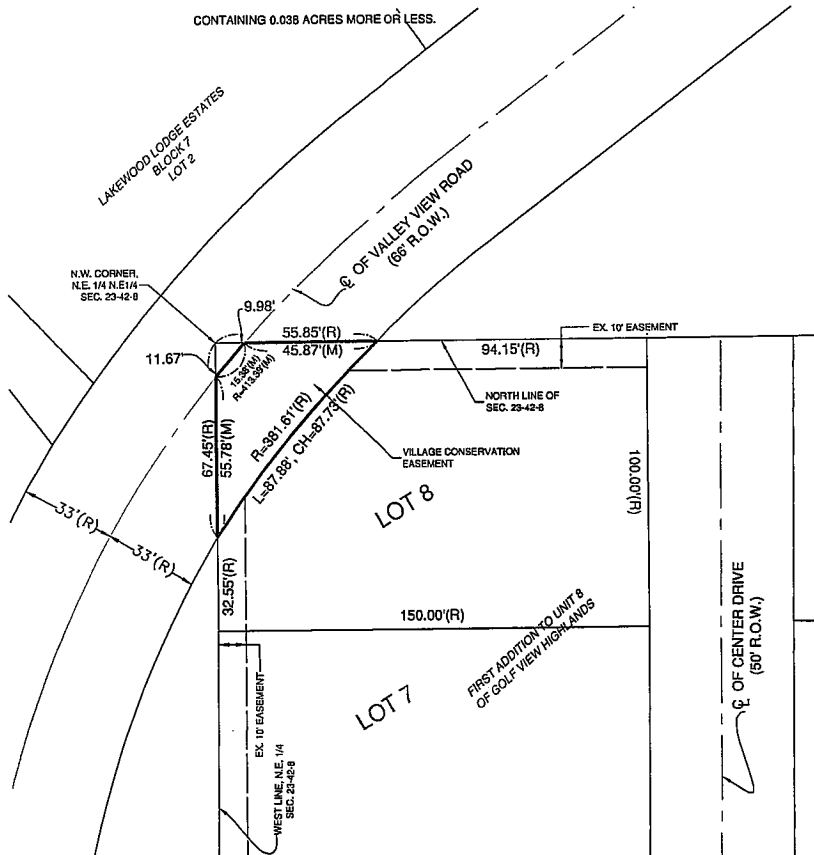 CONTAINING 0.038 ACRES MORE OR LESS.
LAKEWOOD LODGE ESTATES
BLOCK 7
LOT 2
℄ OF VALLEY VIEW ROAD
(66' R.O.W.)
N.W. CORNER,
N.E. 1/4 N.E1/4
SEC. 23-42-8
9.98'
55.85'(R)
45.87'(M)
EX. 10' EASEMENT
94.15'(R)
11.67'
15.38'(M)
R=413.39'(M)
NORTH LINE OF
SEC. 23-42-8
67.45'(R)
55.78'(M)
R=381.61'(R)
L=87.88', CH=87.73'(R)
VILLAGE CONSERVATION
EASEMENT
100.00'(R)
LOT 8
33'(R)
33'(R)
32.55'(R)
150.00'(R)
FIRST ADDITION TO UNIT 8
OF GOLF VIEW HIGHLANDS
℄ OF CENTER DRIVE
(50' R.O.W.)
LOT 7
EX. 10' EASEMENT
WEST LINE, N.E. 1/4
SEC. 23-42-8